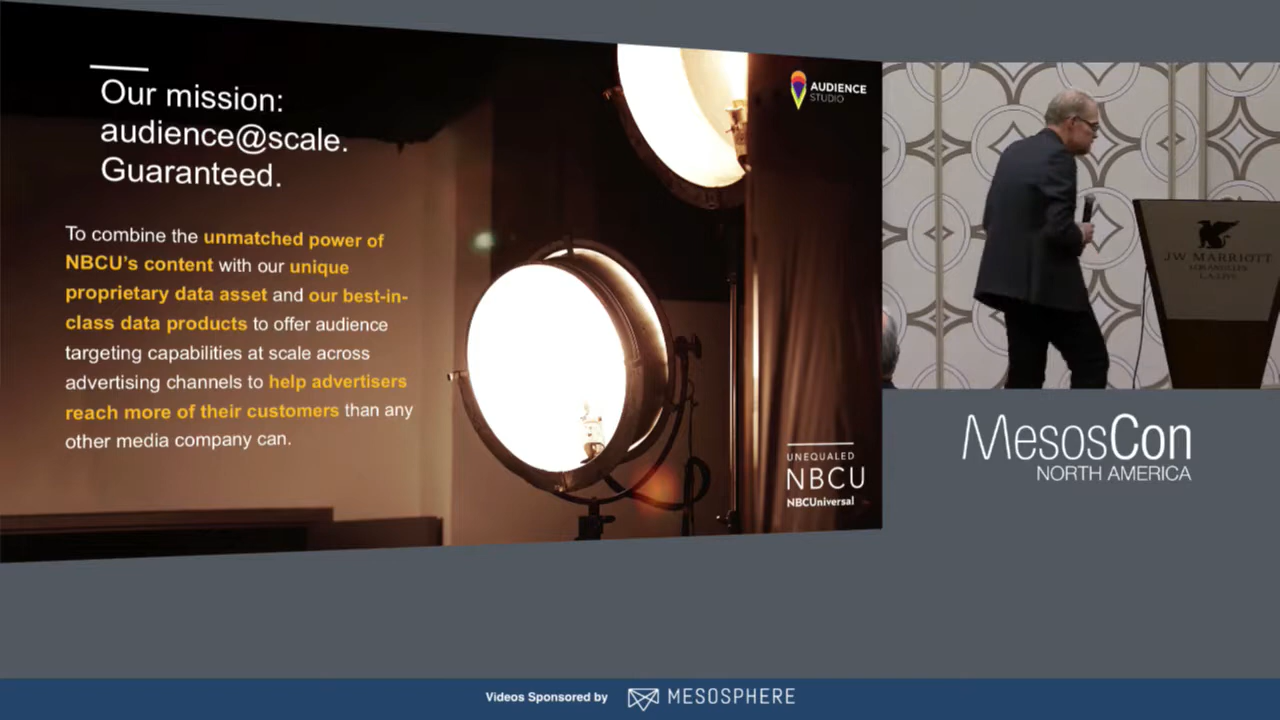 Our mission:
audience@scale.
Guaranteed.
To combine the unmatched power of
NBCU's content with our unique
proprietary data asset and our best-in-
class data products to offer audience
targeting capabilities at scale across
advertising channels to help advertisers
reach more of their customers than any
other media company can.
AUDIENCE
STUDIO
UNEQUALED
NBCU
NBCUniversal
JW MARRIOTT
LOS ANGELES
L.A. LIVE
MesosCon
NORTH AMERICA
Videos Sponsored by MESOSPHERE